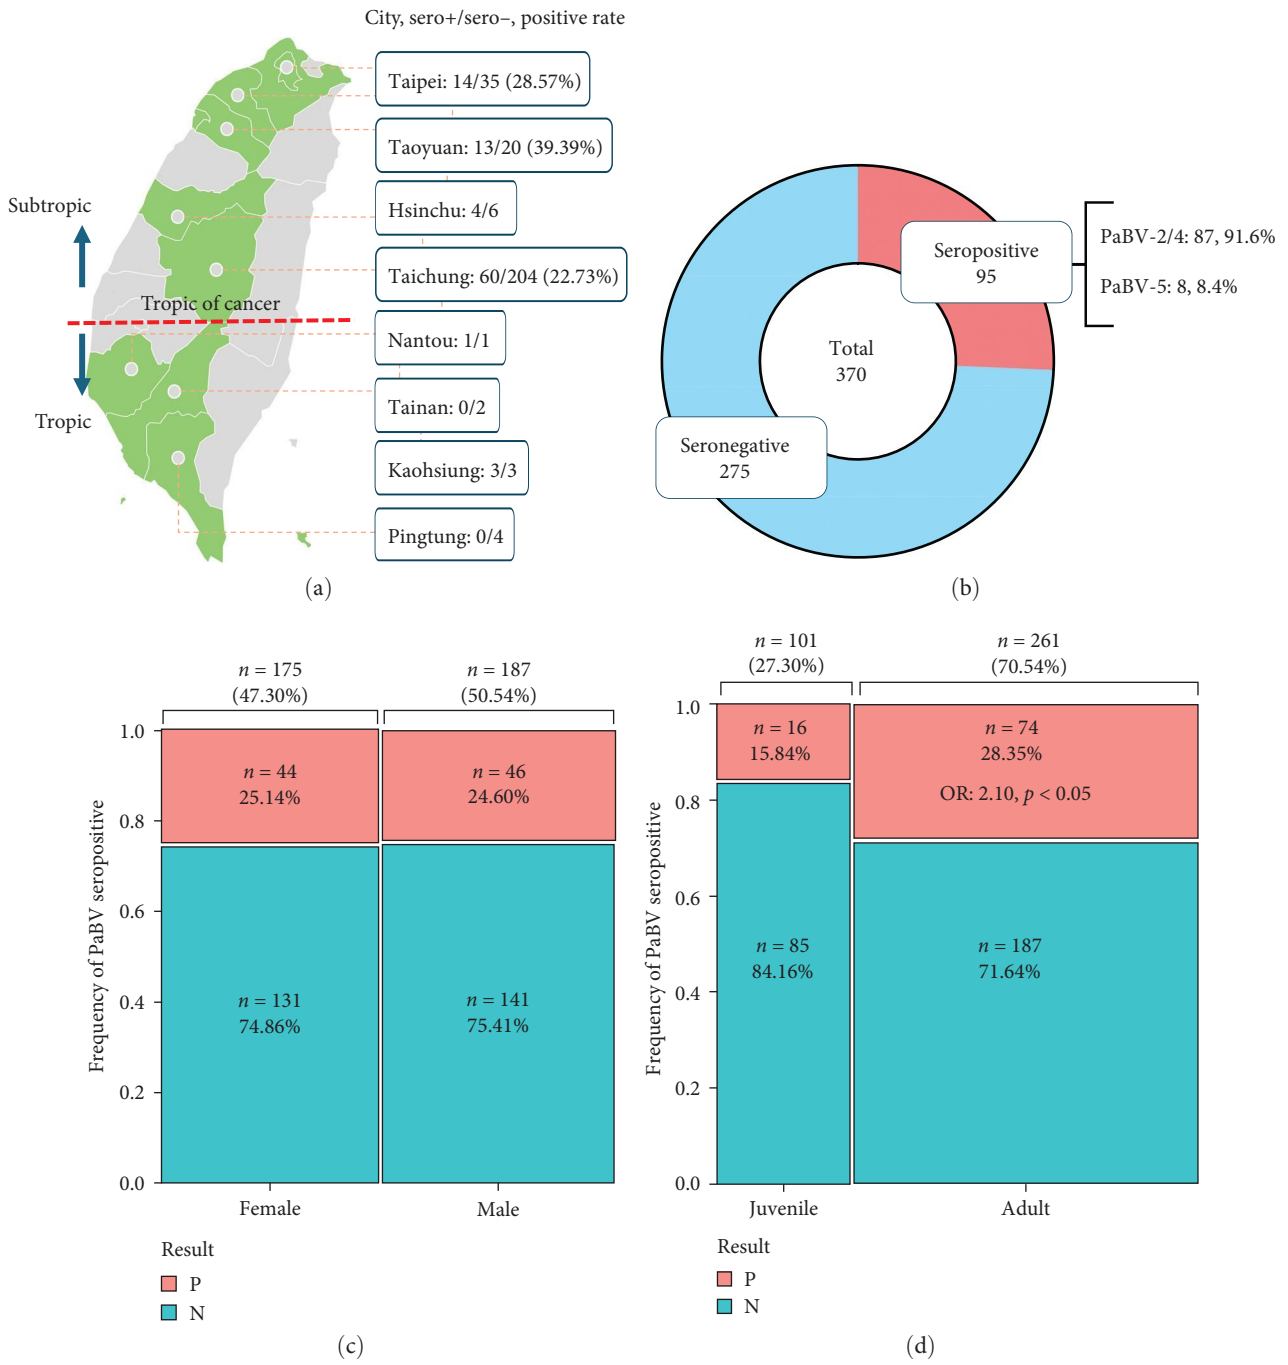 City, sero+/sero–, positive rate
Taipei: 14/35 (28.57%)
Taoyuan: 13/20 (39.39%)
Hsinchu: 4/6
Taichung: 60/204 (22.73%)
Nantou: 1/1
Tainan: 0/2
Kaohsiung: 3/3
Pingtung: 0/4
Subtropic
Tropic of cancer
Tropic
(a)
Seropositive
95
PaBV-2/4: 87, 91.6%
PaBV-5: 8, 8.4%
Total
370
Seronegative
275
(b)
n = 175
(47.30%)
n = 187
(50.54%)
Frequency of PaBV seropositive
1.0
0.8
0.6
0.4
0.2
0.0
n = 44
25.14%
n = 46
24.60%
n = 131
74.86%
n = 141
75.41%
Female
Male
Result
P
N
(c)
n = 101
(27.30%)
n = 261
(70.54%)
Frequency of PaBV seropositive
1.0
0.8
0.6
0.4
0.2
0.0
n = 16
15.84%
n = 74
28.35%
OR: 2.10, p < 0.05
n = 85
84.16%
n = 187
71.64%
Juvenile
Adult
Result
P
N
(d)